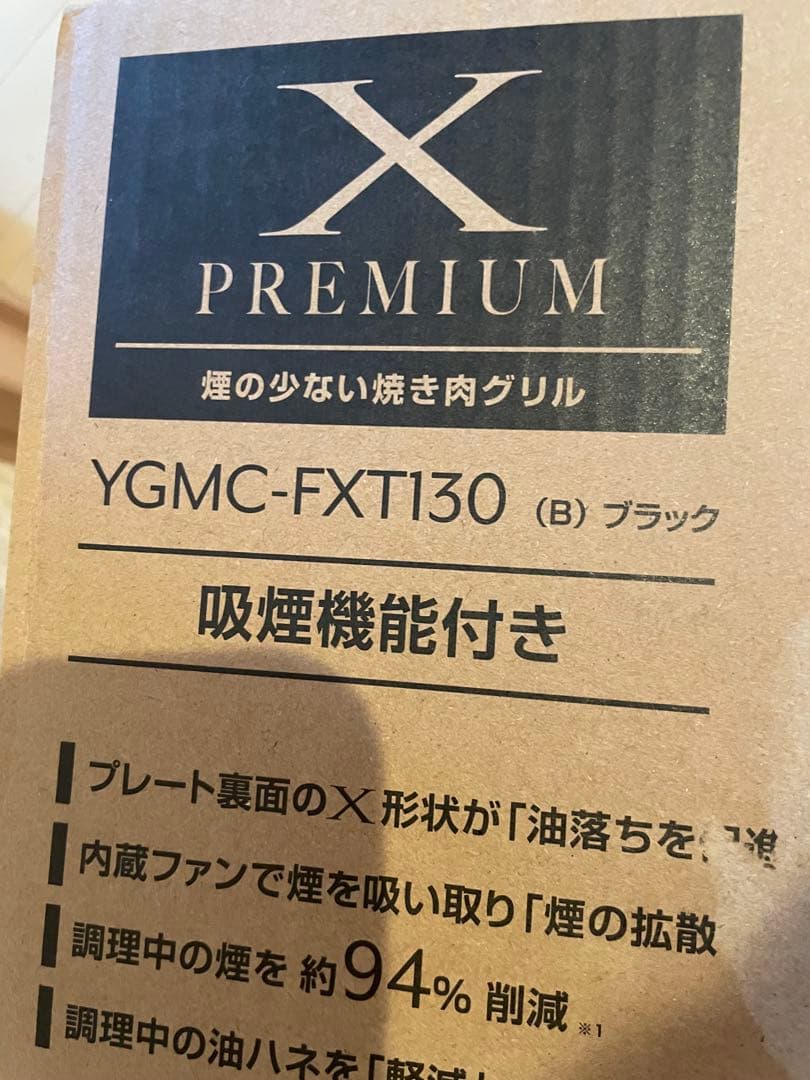 X
PREMIUM
煙の少ない焼き肉グリル
YGMC-FXT130 (B) ブラック
吸煙機能付き
プレート裏面のX形状が「油落ちを進
内蔵ファンで煙を吸い取り「煙の拡散
調理中の煙を 約94% 削減 ※1
調理中の油ハネを「軽減